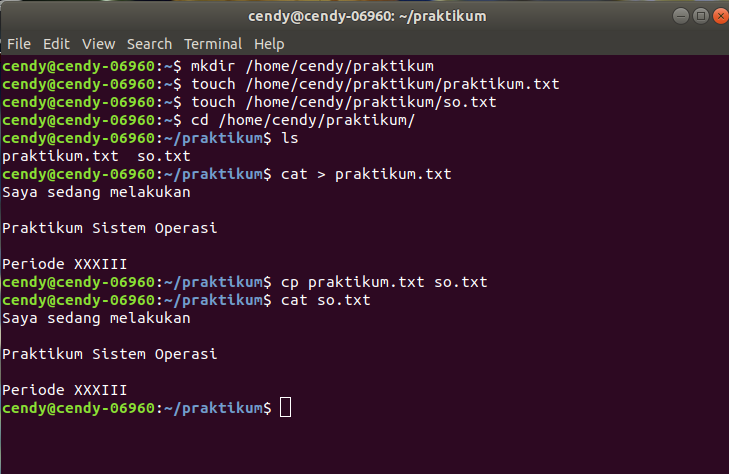 cendy@cendy-06960: ~/praktikum
File Edit View Search Terminal Help
cendy@cendy-06960:~$ mkdir /home/cendy/praktikum
cendy@cendy-06960:~$ touch /home/cendy/praktikum/praktikum.txt
cendy@cendy-06960:~$ touch /home/cendy/praktikum/so.txt
cendy@cendy-06960:~$ cd /home/cendy/praktikum/
cendy@cendy-06960:~/praktikum$ ls
praktikum.txt  so.txt
cendy@cendy-06960:~/praktikum$ cat > praktikum.txt
Saya sedang melakukan
Praktikum Sistem Operasi
Periode XXXIII
cendy@cendy-06960:~/praktikum$ cp praktikum.txt so.txt
cendy@cendy-06960:~/praktikum$ cat so.txt
Saya sedang melakukan
Praktikum Sistem Operasi
Periode XXXIII
cendy@cendy-06960:~/praktikum$